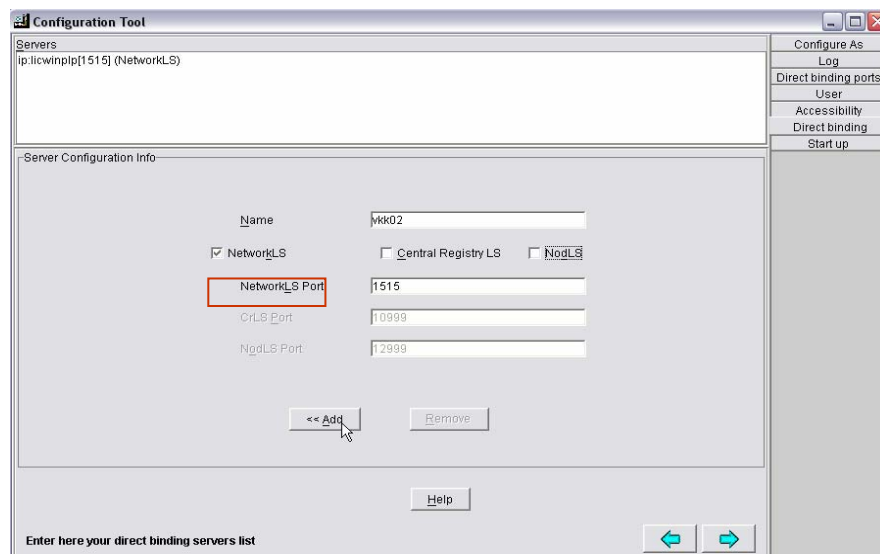 Configuration Tool
Servers
ip:licwinplp[1515] (NetworkLS)
Configure As
Log
Direct binding ports
User
Accessibility
Direct binding
Start up
Server Configuration Info
Name vkk02
NetworkLS Central Registry LS NodLS
NetworkLS Port 1515
CrLS Port 10999
NodLS Port 12999
<< Add Remove
Help
Enter here your direct binding servers list